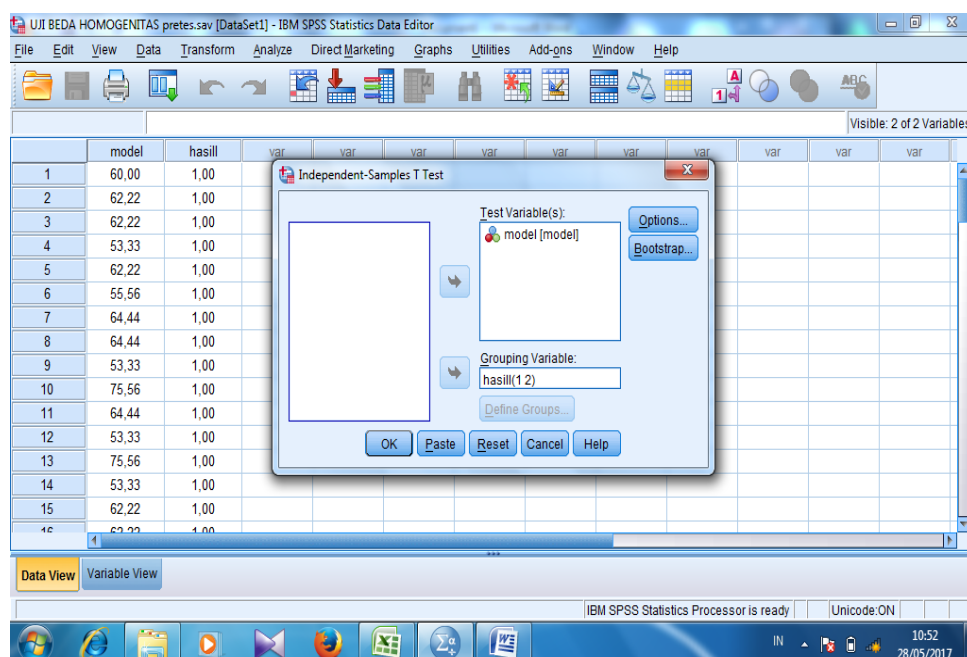 UJI BEDA HOMOGENITAS pretes.sav [DataSet1] - IBM SPSS Statistics Data Editor
File Edit View Data Transform Analyze Direct Marketing Graphs Utilities Add-ons Window Help
Visible: 2 of 2 Variables
model hasill var var var var var var var var var var
1 60,00 1,00
2 62,22 1,00
3 62,22 1,00
4 53,33 1,00
5 62,22 1,00
6 55,56 1,00
7 64,44 1,00
8 64,44 1,00
9 53,33 1,00
10 75,56 1,00
11 64,44 1,00
12 53,33 1,00
13 75,56 1,00
14 53,33 1,00
15 62,22 1,00
16 62,22 1,00
Independent-Samples T Test
Test Variable(s):
model [model]
Options...
Bootstrap...
Grouping Variable:
hasill(1 2)
Define Groups...
OK Paste Reset Cancel Help
Data View Variable View
IBM SPSS Statistics Processor is ready Unicode:ON
IN 10:52
28/05/2017